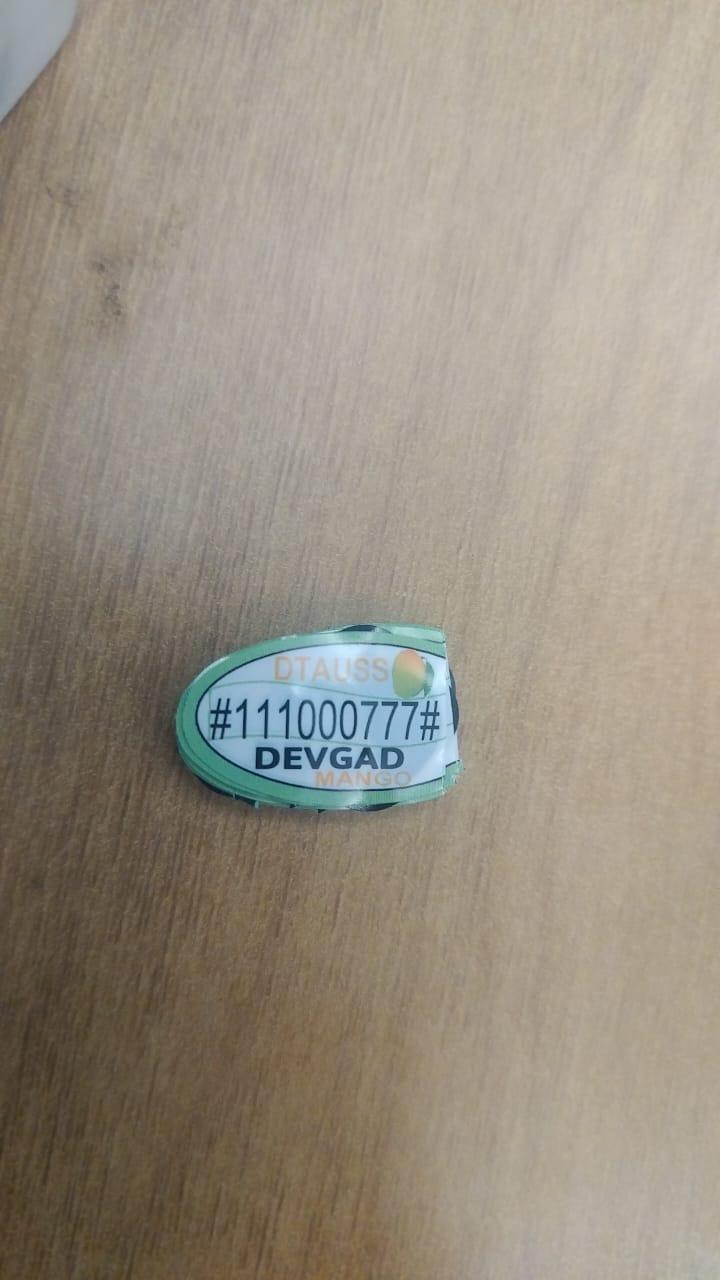 DTAUSS
#111000777#
DEVGAD
MANGO